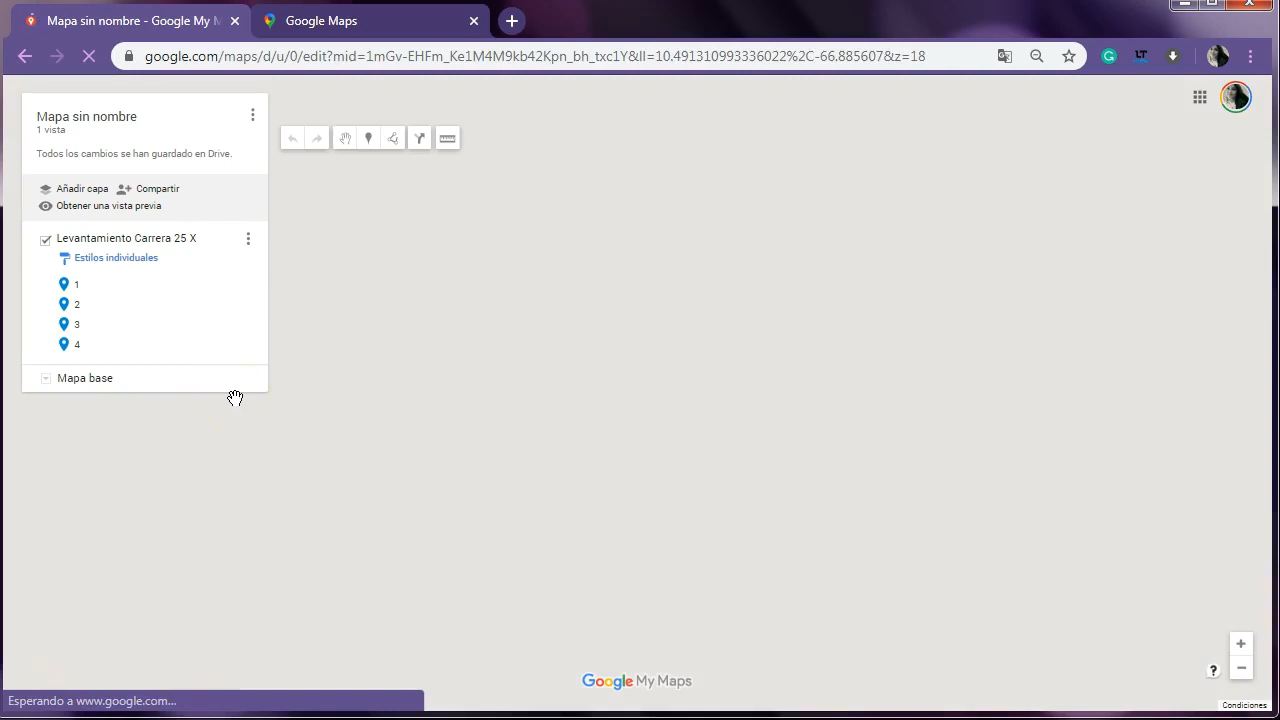 Mapa sin nombre - Google My M
Google Maps
google.com/maps/d/u/0/edit?mid=1mGv-EHFm_Ke1M4M9kb42Kpn_bh_txc1Y&ll=10.491310993336022%2C-66.885607&z=18
LT
Mapa sin nombre
1 vista
Todos los cambios se han guardado en Drive.
Añadir capa
Compartir
Obtener una vista previa
Levantamiento Carrera 25 X
Estilos individuales
1
2
3
4
Mapa base
Google My Maps
Esperando a www.google.com...
Condiciones